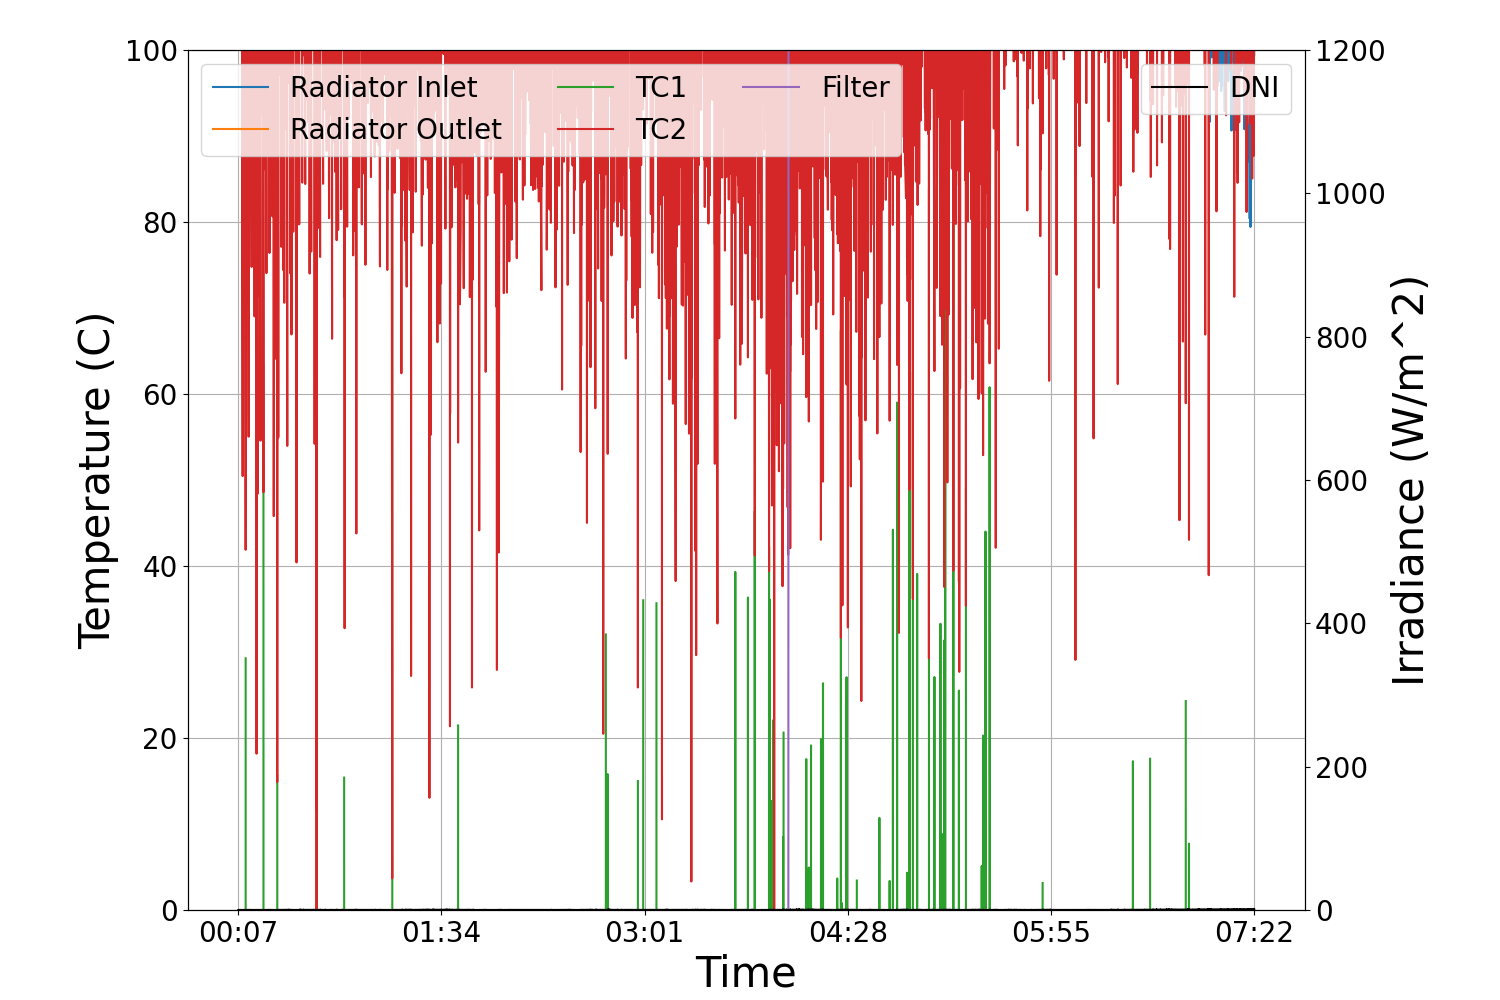 100
80
60
40
20
0
Temperature (C)
Radiator Inlet
Radiator Outlet
TC1
TC2
Filter
DNI
1200
1000
800
600
400
200
0
Irradiance (W/m^2)
00:07
01:34
03:01
04:28
05:55
07:22
Time